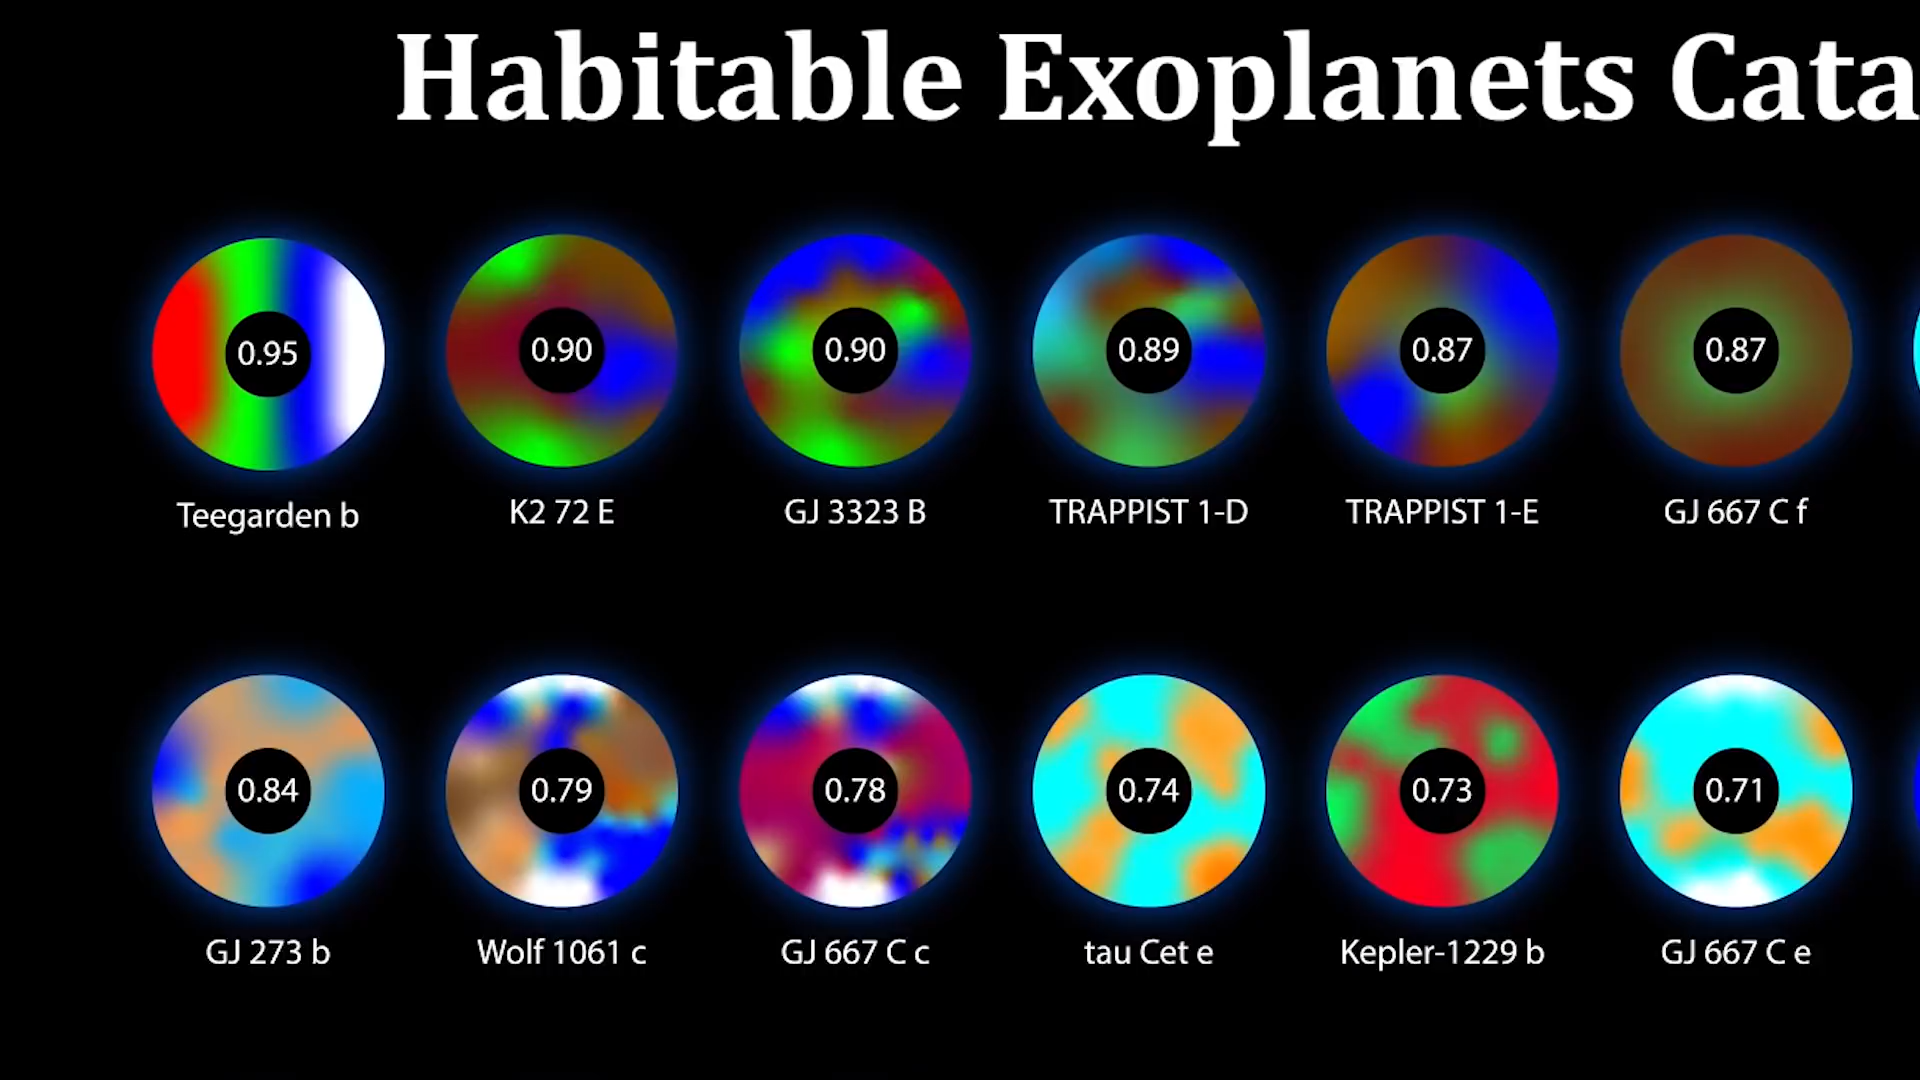 Habitable Exoplanets Cata
0.95 0.90 0.90 0.89 0.87 0.87
Teegarden b K2 72 E GJ 3323 B TRAPPIST 1-D TRAPPIST 1-E GJ 667 C f
0.84 0.79 0.78 0.74 0.73 0.71
GJ 273 b Wolf 1061 c GJ 667 C c tau Cet e Kepler-1229 b GJ 667 C e